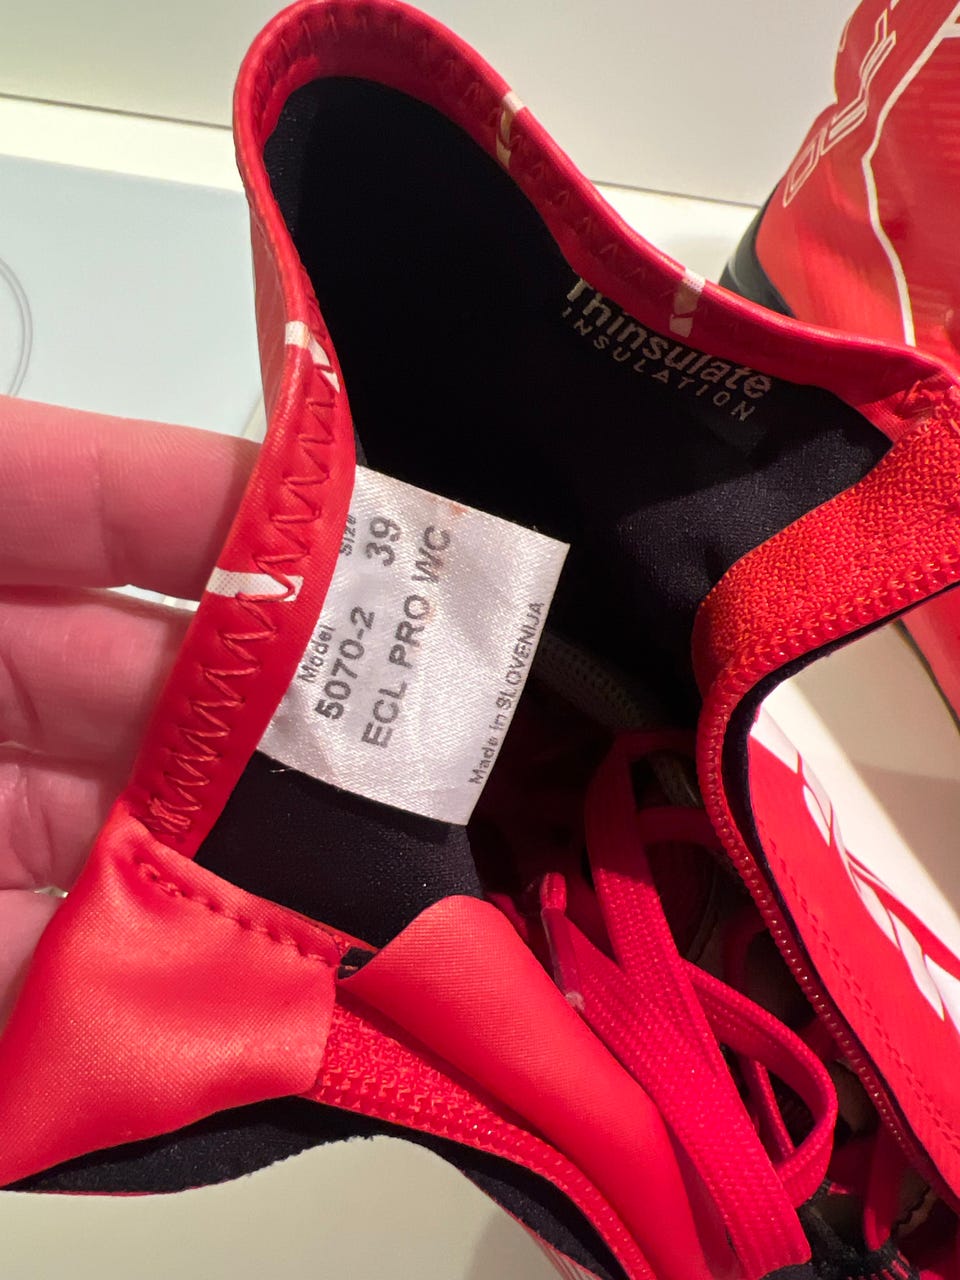 Thinsulate
INSULATION
Model Size
5070-2 39
ECL PRO WC
Made in SLOVENIJA